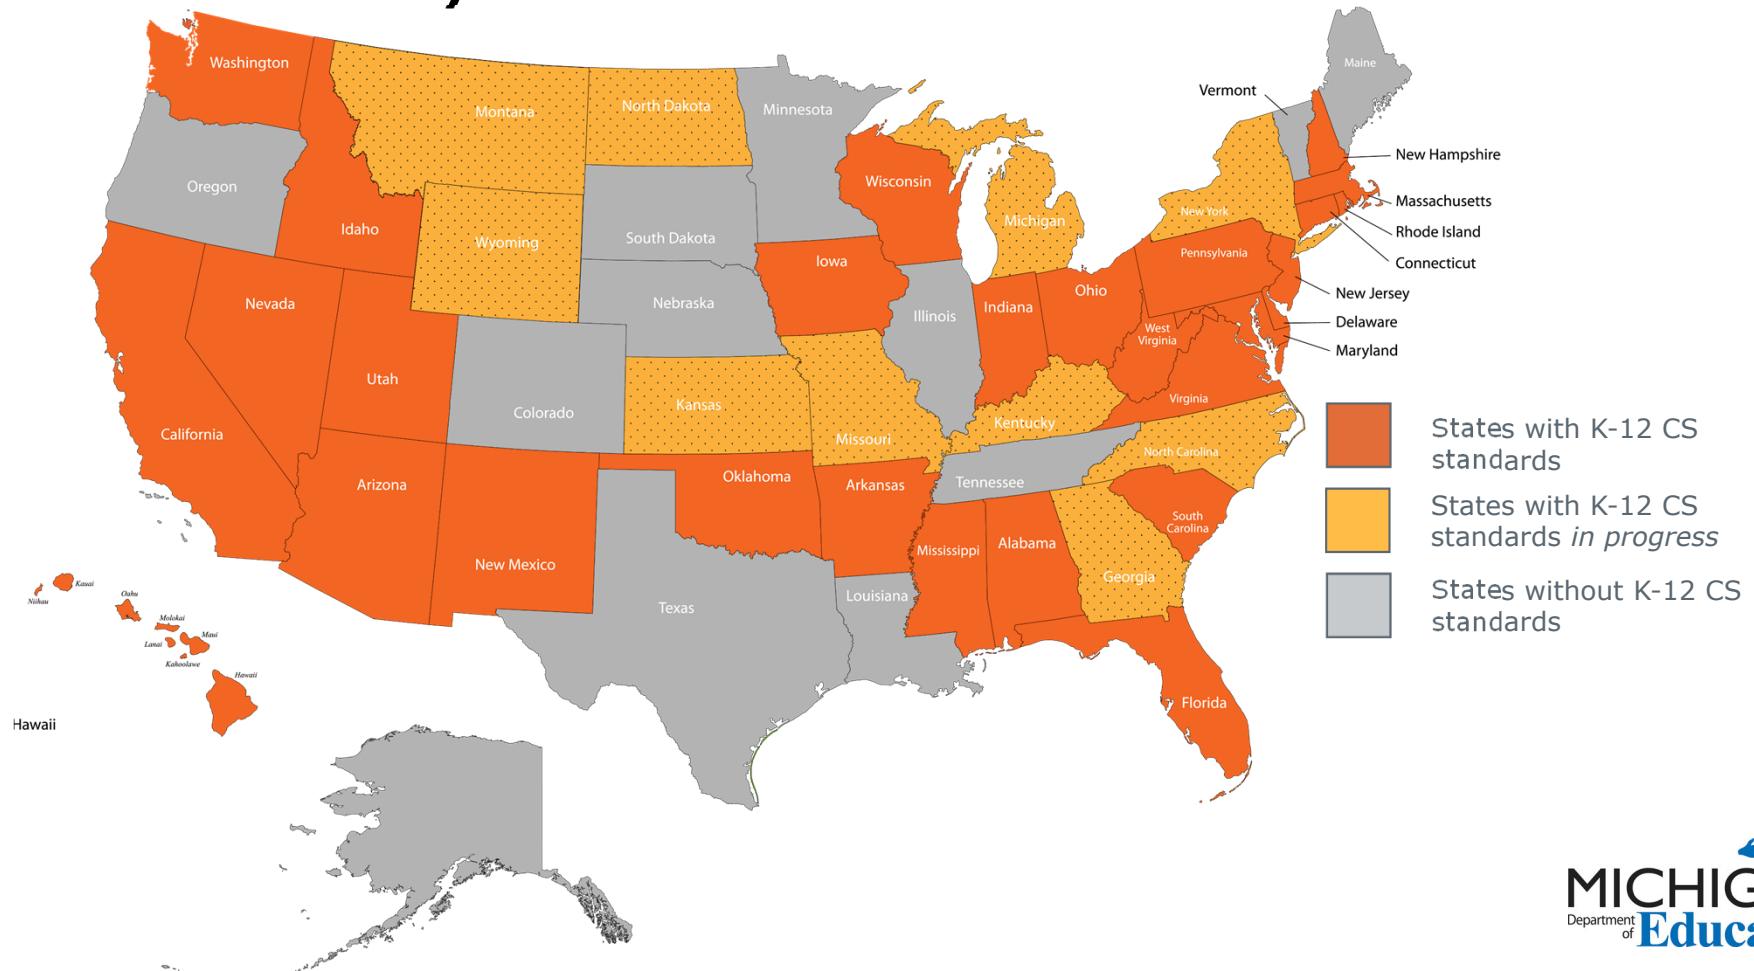 Washington
Montana
North Dakota
Minnesota
Maine
Vermont
Oregon
Idaho
Wyoming
South Dakota
Wisconsin
Michigan
New York
New Hampshire
Massachusetts
Rhode Island
Connecticut
Nevada
Nebraska
Iowa
Illinois
Indiana
Ohio
Pennsylvania
New Jersey
Delaware
Maryland
West
Virginia
Utah
Colorado
Kansas
Missouri
Kentucky
Virginia
California
Arizona
New Mexico
Oklahoma
Arkansas
Tennessee
North Carolina
South
Carolina
Mississippi
Alabama
Georgia
Texas
Louisiana
Florida
States with K-12 CS
standards
States with K-12 CS
standards in progress
States without K-12 CS
standards
Kauai
Niihau
Oahu
Molokai
Lanai
Maui
Kahoolawe
Hawaii
Hawaii
MICHIG
Department
of
Educa